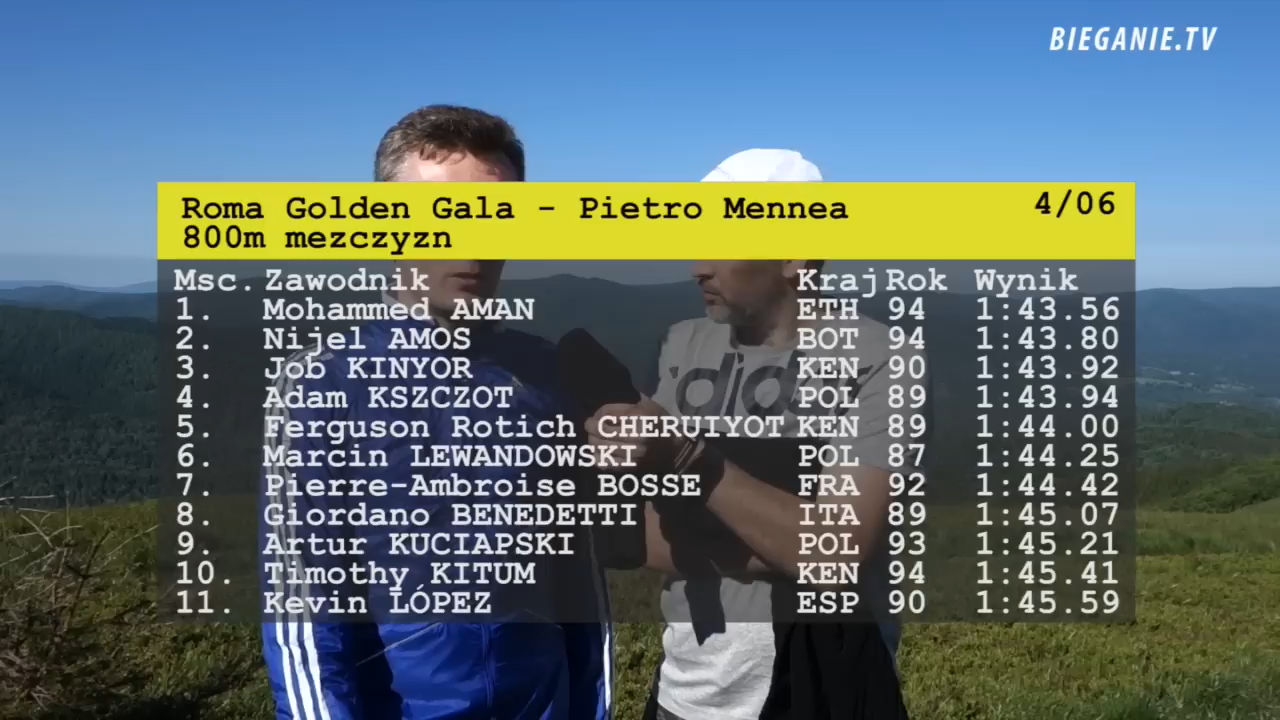 BIEGANIE.TV
Roma Golden Gala - Pietro Mennea 4/06
800m mezczyzn
Msc. Zawodnik Kraj Rok Wynik
1. Mohammed AMAN ETH 94 1:43.56
2. Nijel AMOS BOT 94 1:43.80
3. Job KINYOR KEN 90 1:43.92
4. Adam KSZCZOT POL 89 1:43.94
5. Ferguson Rotich CHERUIYOT KEN 89 1:44.00
6. Marcin LEWANDOWSKI POL 87 1:44.25
7. Pierre-Ambroise BOSSE FRA 92 1:44.42
8. Giordano BENEDETTI ITA 89 1:45.07
9. Artur KUCIAPSKI POL 93 1:45.21
10. Timothy KITUM KEN 94 1:45.41
11. Kevin LÓPEZ ESP 90 1:45.59
adidas